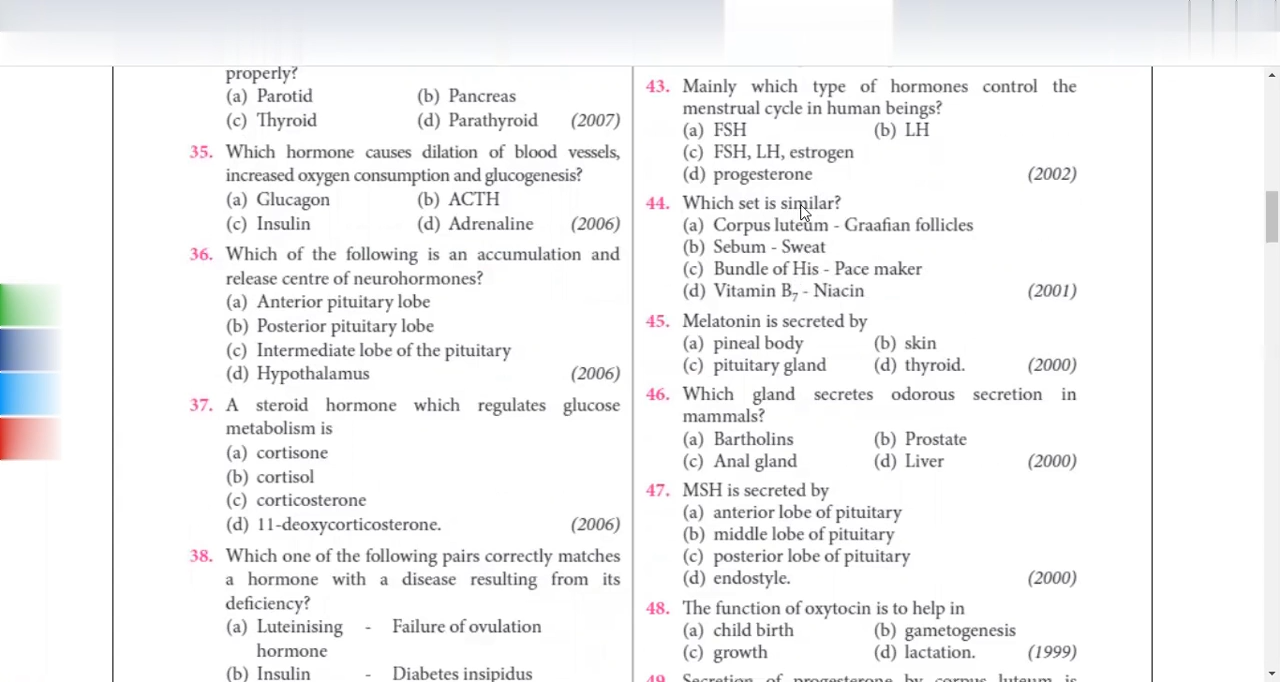 properly?
(a) Parotid (b) Pancreas
(c) Thyroid (d) Parathyroid (2007)
35. Which hormone causes dilation of blood vessels,
increased oxygen consumption and glucogenesis?
(a) Glucagon (b) ACTH
(c) Insulin (d) Adrenaline (2006)
36. Which of the following is an accumulation and
release centre of neurohormones?
(a) Anterior pituitary lobe
(b) Posterior pituitary lobe
(c) Intermediate lobe of the pituitary
(d) Hypothalamus (2006)
37. A steroid hormone which regulates glucose
metabolism is
(a) cortisone
(b) cortisol
(c) corticosterone
(d) 11-deoxycorticosterone. (2006)
38. Which one of the following pairs correctly matches
a hormone with a disease resulting from its
deficiency?
(a) Luteinising - Failure of ovulation
hormone
(b) Insulin - Diabetes insipidus
43. Mainly which type of hormones control the
menstrual cycle in human beings?
(a) FSH (b) LH
(c) FSH, LH, estrogen
(d) progesterone (2002)
44. Which set is similar?
(a) Corpus luteum - Graafian follicles
(b) Sebum - Sweat
(c) Bundle of His - Pace maker
(d) Vitamin B₇ - Niacin (2001)
45. Melatonin is secreted by
(a) pineal body (b) skin
(c) pituitary gland (d) thyroid. (2000)
46. Which gland secretes odorous secretion in
mammals?
(a) Bartholins (b) Prostate
(c) Anal gland (d) Liver (2000)
47. MSH is secreted by
(a) anterior lobe of pituitary
(b) middle lobe of pituitary
(c) posterior lobe of pituitary
(d) endostyle. (2000)
48. The function of oxytocin is to help in
(a) child birth (b) gametogenesis
(c) growth (d) lactation. (1999)
49. Secretion of progesterone by corpus luteum is